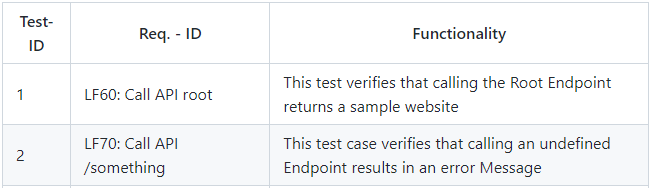 Test-
ID
Req. - ID
Functionality
1
LF60: Call API root
This test verifies that calling the Root Endpoint
returns a sample website
2
LF70: Call API
/something
This test case verifies that calling an undefined
Endpoint results in an error Message